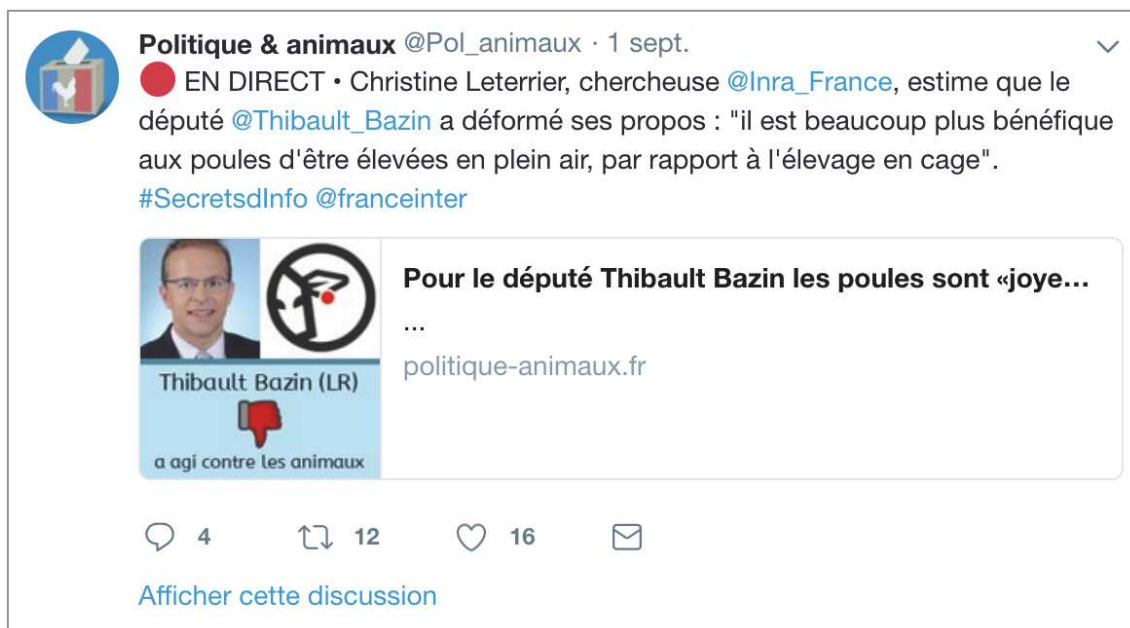 Politique & animaux @Pol_animaux · 1 sept.
EN DIRECT • Christine Leterrier, chercheuse @Inra_France, estime que le
député @Thibault_Bazin a déformé ses propos : "il est beaucoup plus bénéfique
aux poules d'être élevées en plein air, par rapport à l'élevage en cage".
#SecretsdInfo @franceinter
Pour le député Thibault Bazin les poules sont «joye...
...
politique-animaux.fr
Thibault Bazin (LR)
a agi contre les animaux
4 12 16
Afficher cette discussion